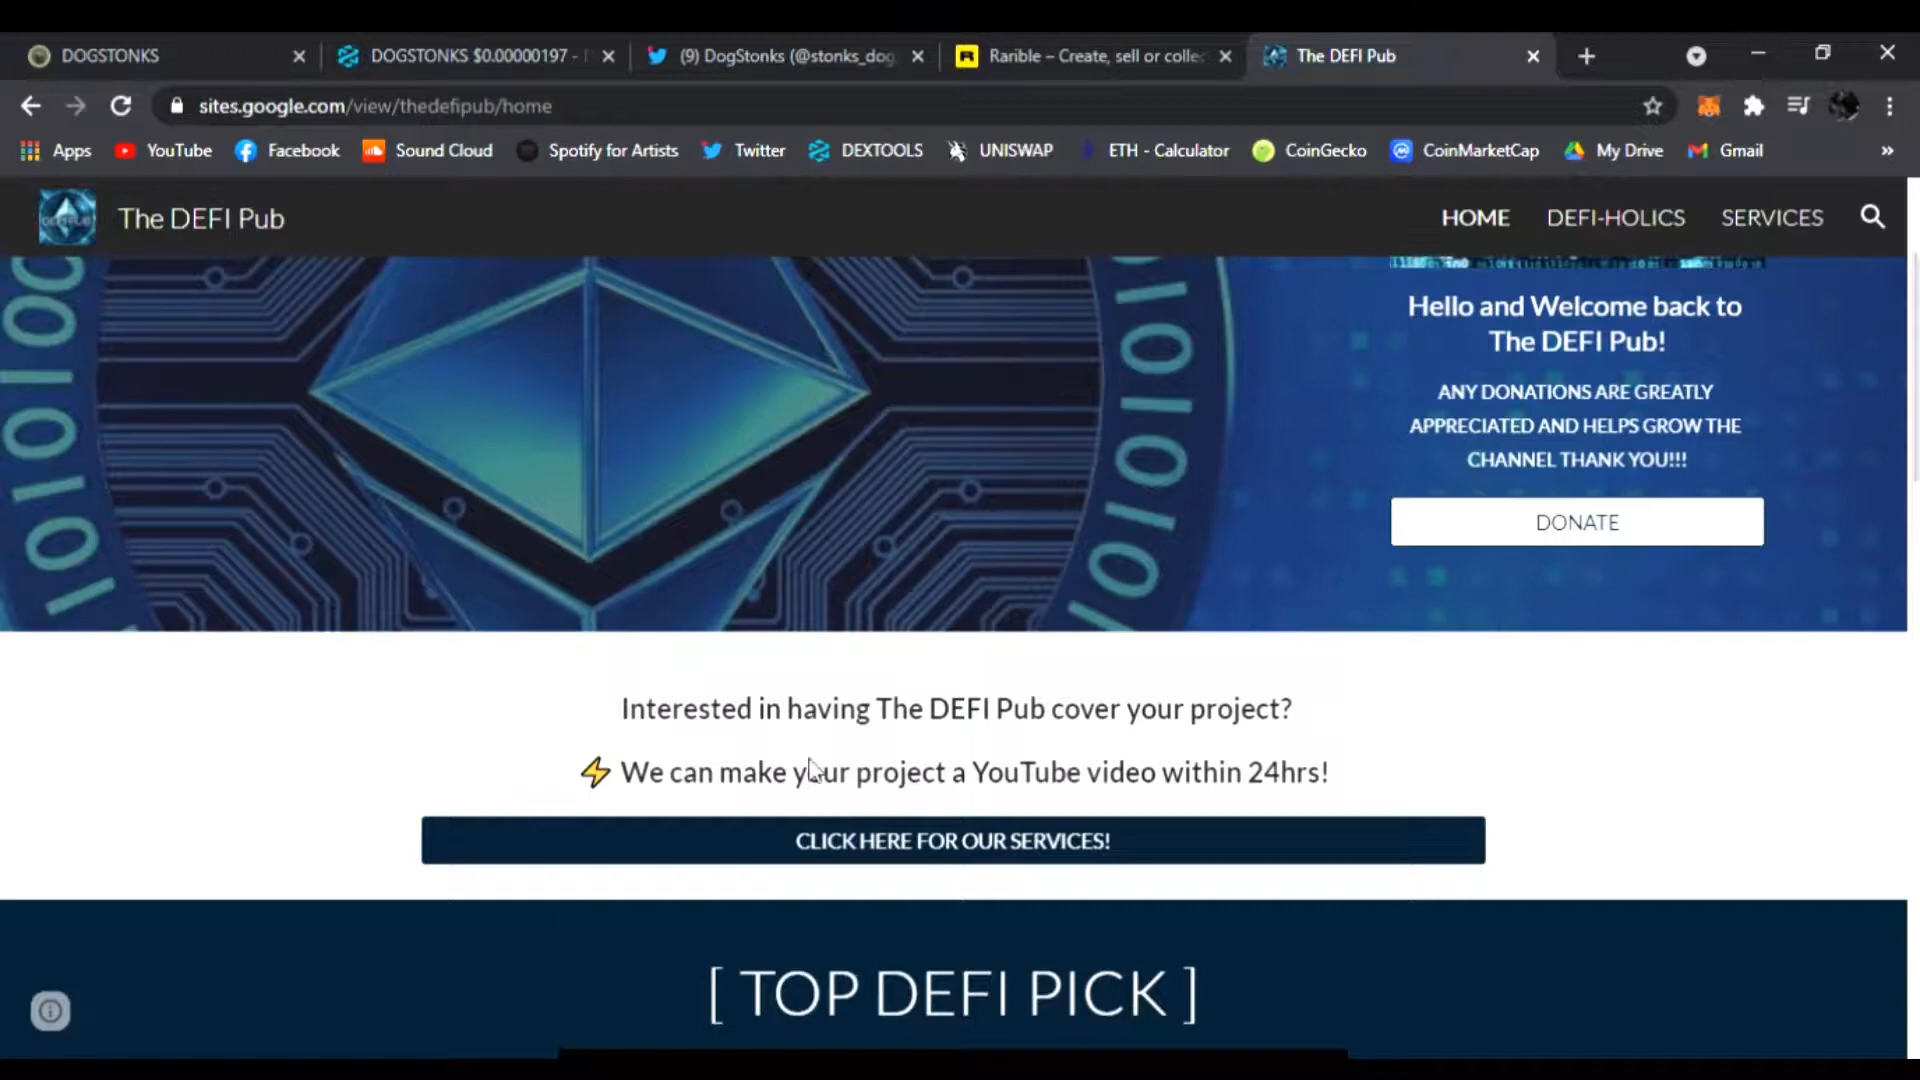 DOGSTONKS
DOGSTONKS $0.00000197 -
(9) DogStonks (@stonks_dog
Rarible – Create, sell or collec
The DEFI Pub
sites.google.com/view/thedefipub/home
Apps
YouTube
Facebook
Sound Cloud
Spotify for Artists
Twitter
DEXTOOLS
UNISWAP
ETH - Calculator
CoinGecko
CoinMarketCap
My Drive
Gmail
»
The DEFI Pub
HOME
DEFI-HOLICS
SERVICES
Hello and Welcome back to
The DEFI Pub!
ANY DONATIONS ARE GREATLY
APPRECIATED AND HELPS GROW THE
CHANNEL THANK YOU!!!
DONATE
Interested in having The DEFI Pub cover your project?
⚡ We can make your project a YouTube video within 24hrs!
CLICK HERE FOR OUR SERVICES!
[ TOP DEFI PICK ]